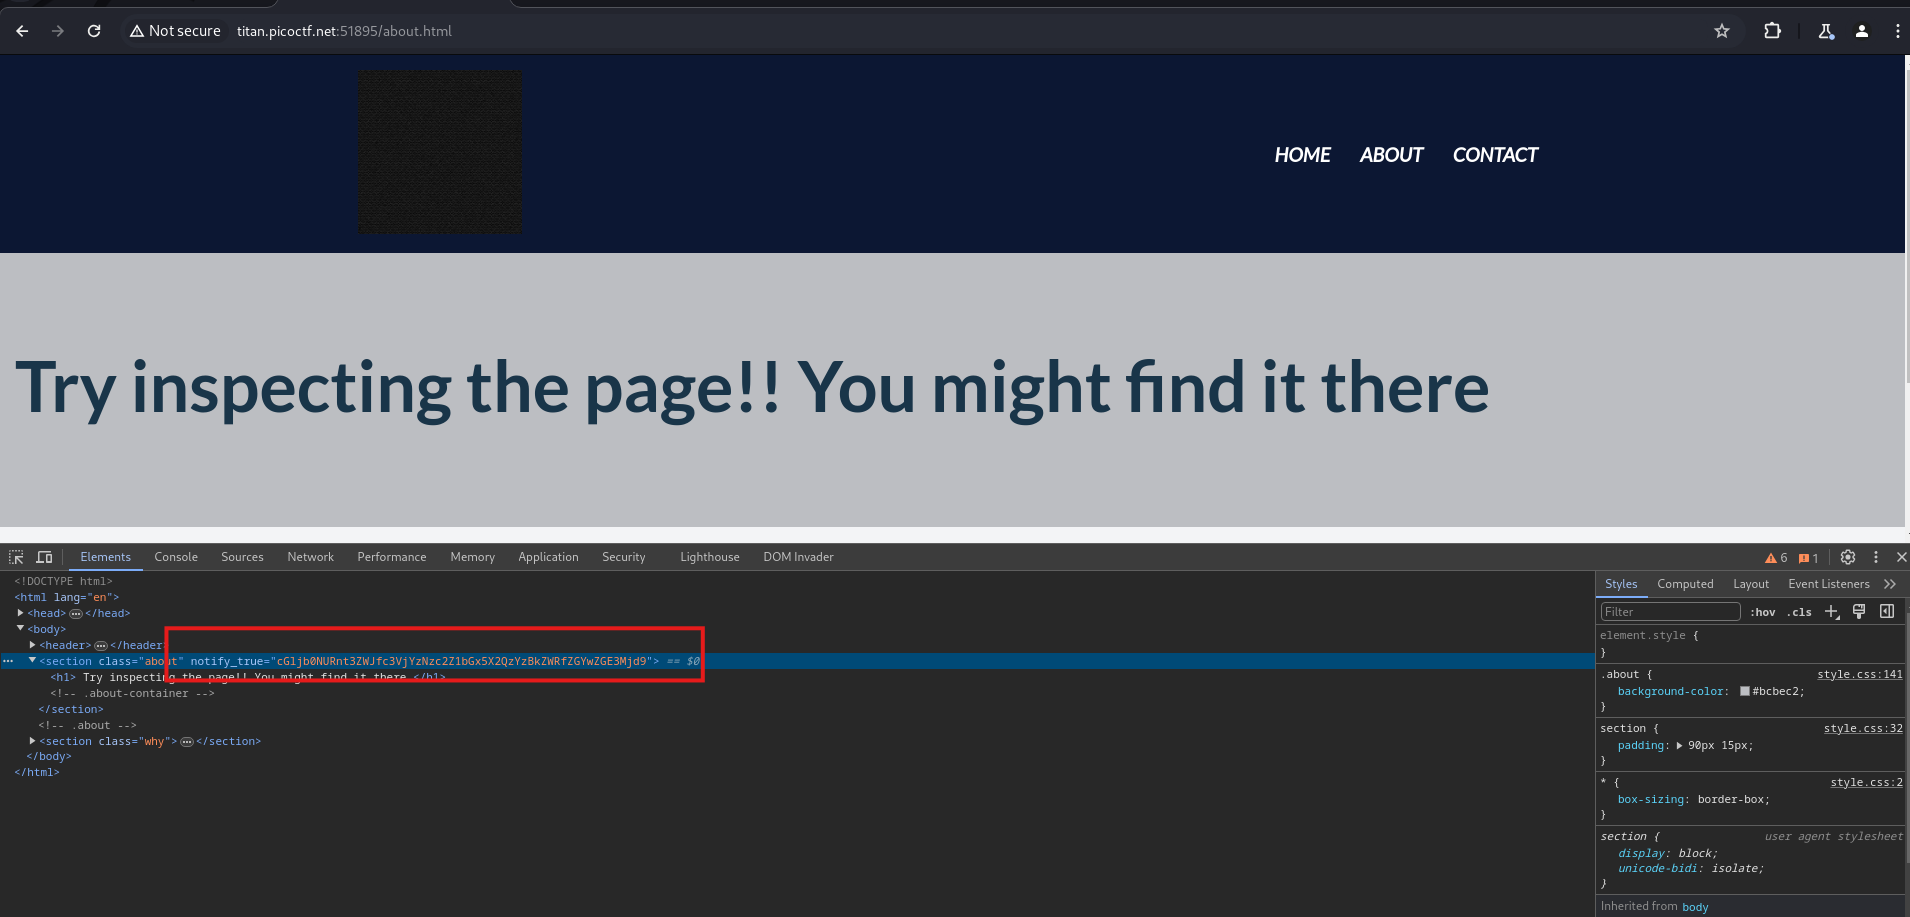 Not secure titan.picoctf.net:51895/about.html
HOME ABOUT CONTACT
Try inspecting the page!! You might find it there
Elements Console Sources Network Performance Memory Application Security Lighthouse DOM Invader 6 1
<!DOCTYPE html>
<html lang="en">
<head> </head>
<body>
<header> </header>
<section class="about" notify_true="cGljb0NURnt3ZWJfc3VjYzNzc2Z1bGx5X2QzYzBkZWRfZGYwZGE3Mjd9"> == $0
<h1> Try inspecting the page!! You might find it there </h1>
<!-- .about-container -->
</section>
<!-- .about -->
<section class="why"> </section>
</body>
</html>
Styles Computed Layout Event Listeners
Filter :hov .cls
element.style {
}
.about { style.css:141
background-color: #bcbec2;
}
section { style.css:32
padding: 90px 15px;
}
* { style.css:2
box-sizing: border-box;
}
section { user agent stylesheet
display: block;
unicode-bidi: isolate;
}
Inherited from body